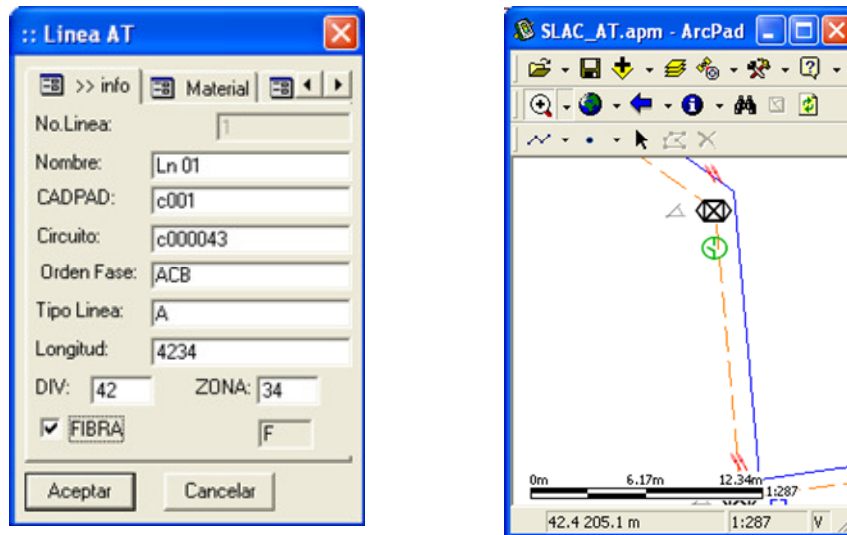 :: Linea AT
>> info
Material
No.Linea:
1
Nombre:
Ln 01
CADPAD:
c001
Circuito:
c000043
Orden Fase:
ACB
Tipo Linea:
A
Longitud:
4234
DIV:
42
ZONA:
34
FIBRA
F
Aceptar
Cancelar
SLAC_AT.apm - ArcPad
0m
6.17m
12.34m
1:287
42.4 205.1 m
1:287
V